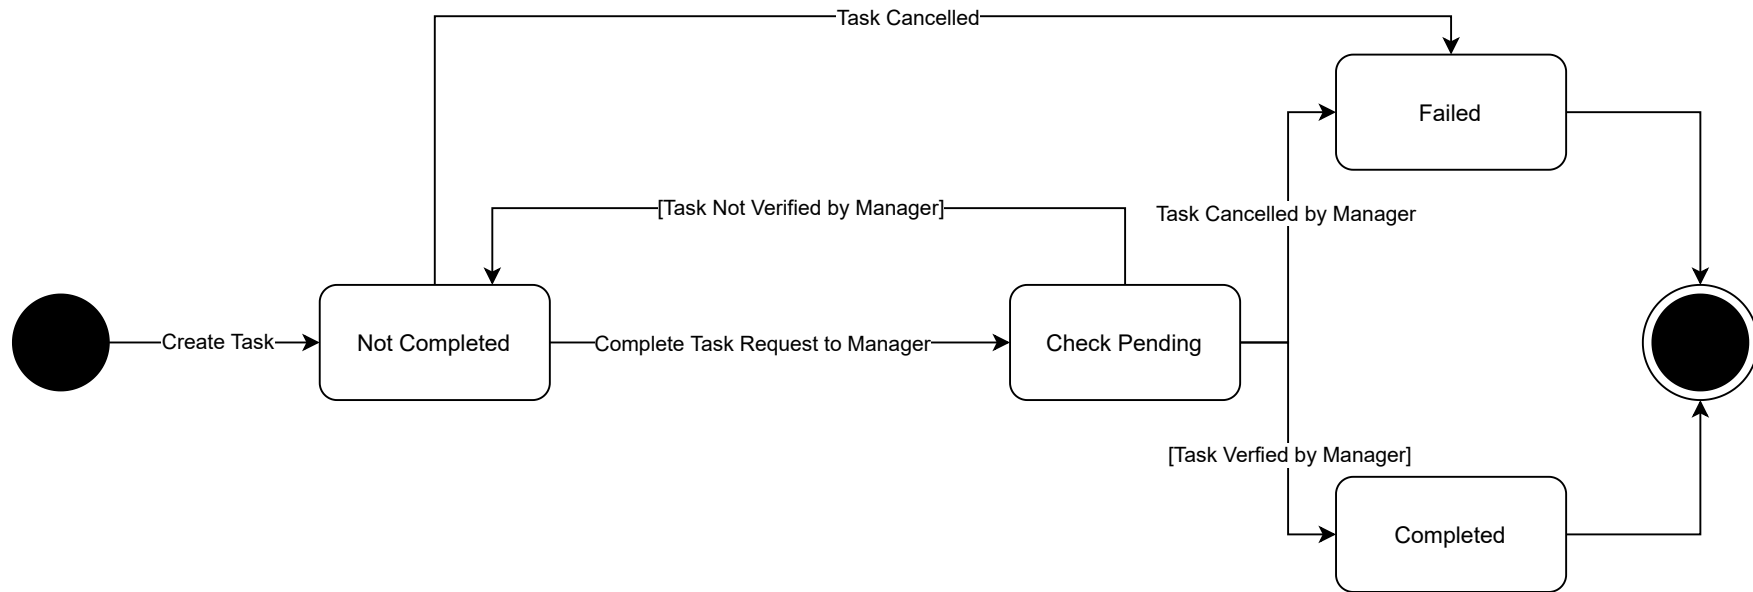 Task Cancelled
Failed
[Task Not Verified by Manager]
Task Cancelled by Manager
Create Task
Not Completed
Complete Task Request to Manager
Check Pending
[Task Verfied by Manager]
Completed